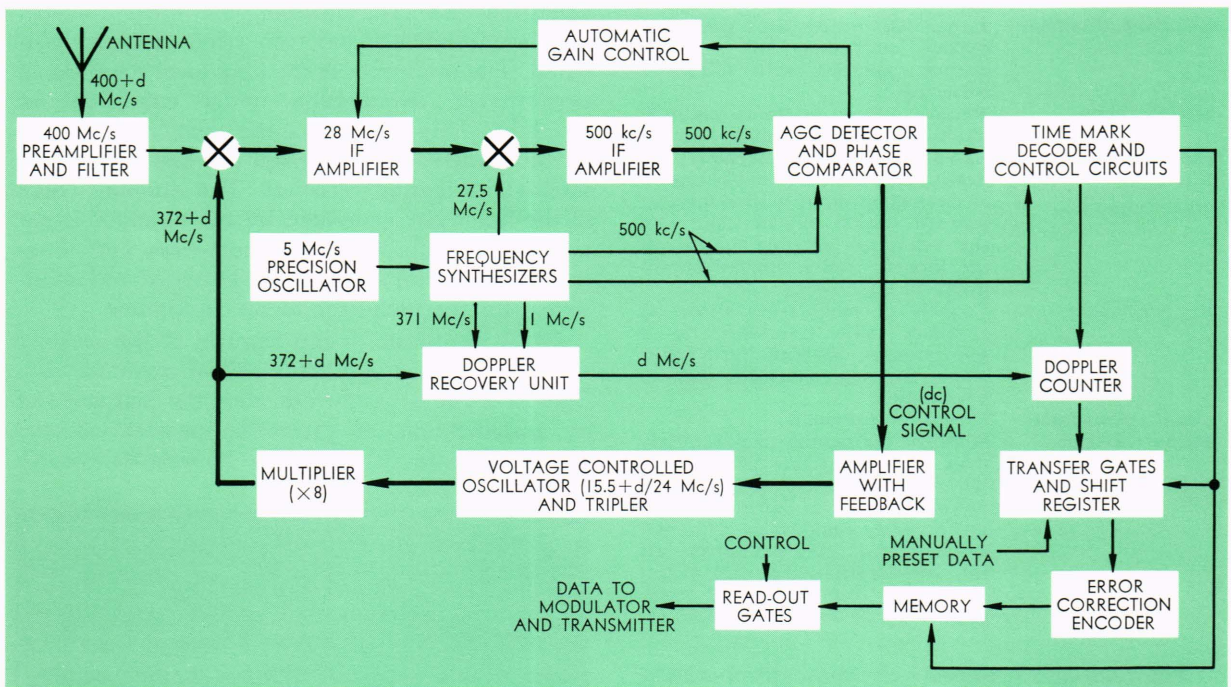 ANTENNA
400+d
Mc/s
AUTOMATIC
GAIN CONTROL
400 Mc/s
PREAMPLIFIER
AND FILTER
28 Mc/s
IF
AMPLIFIER
500 kc/s
IF
AMPLIFIER
500 kc/s
AGC DETECTOR
AND PHASE
COMPARATOR
TIME MARK
DECODER AND
CONTROL CIRCUITS
27.5
Mc/s
372+d
Mc/s
500 kc/s
5 Mc/s
PRECISION
OSCILLATOR
FREQUENCY
SYNTHESIZERS
371 Mc/s
1 Mc/s
372+d Mc/s
DOPPLER
RECOVERY UNIT
d Mc/s
DOPPLER
COUNTER
(dc)
CONTROL
SIGNAL
MULTIPLIER
(×8)
VOLTAGE CONTROLLED
OSCILLATOR (15.5+d/24 Mc/s)
AND TRIPLER
AMPLIFIER
WITH
FEEDBACK
TRANSFER GATES
AND SHIFT
REGISTER
MANUALLY
PRESET DATA
CONTROL
DATA TO
MODULATOR
AND TRANSMITTER
READ-OUT
GATES
MEMORY
ERROR
CORRECTION
ENCODER